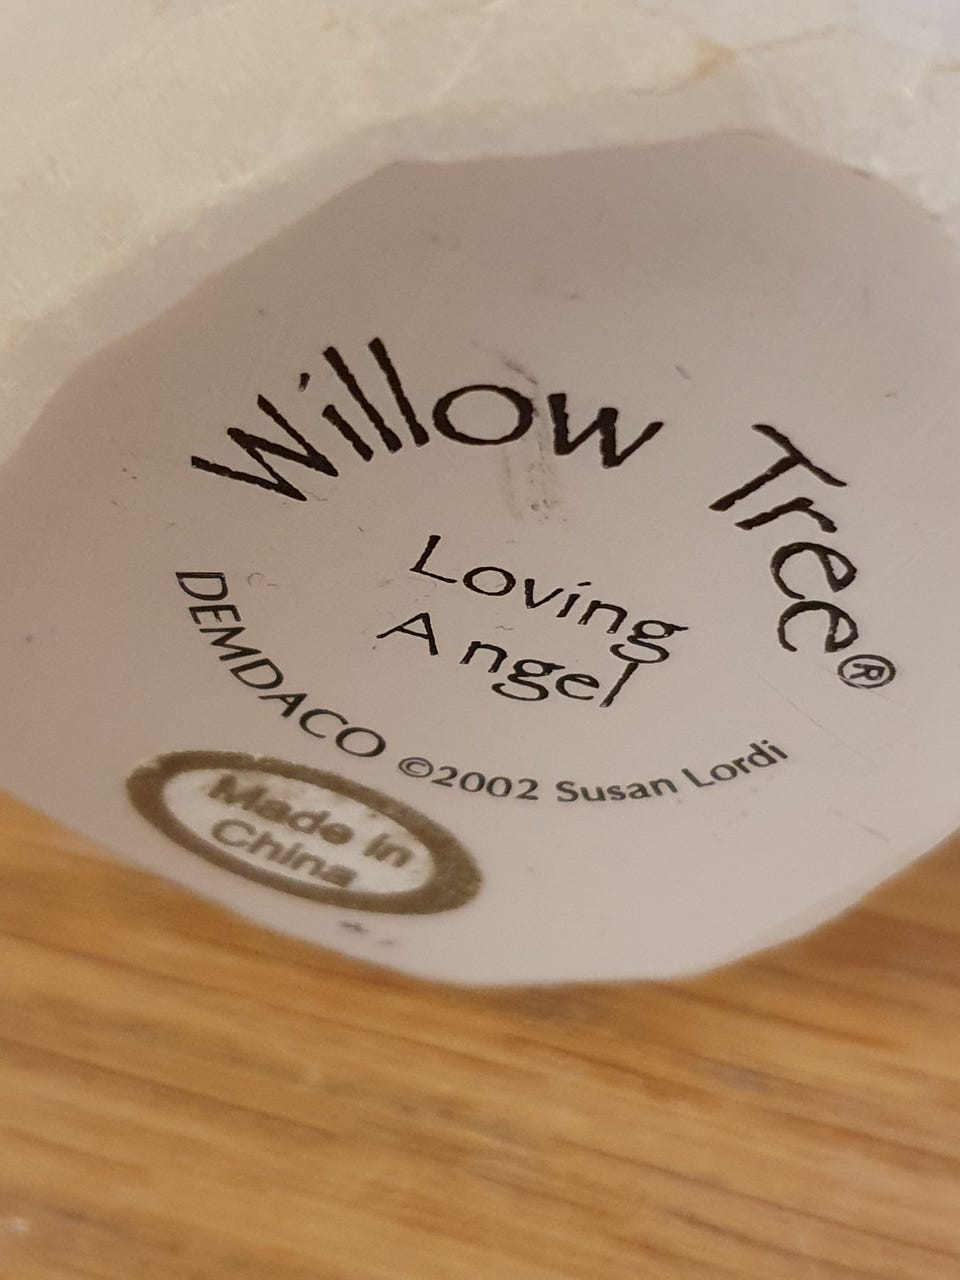 Willow Tree®
Loving
Angel
DEMDACO ©2002 Susan Lordi
Made in
China